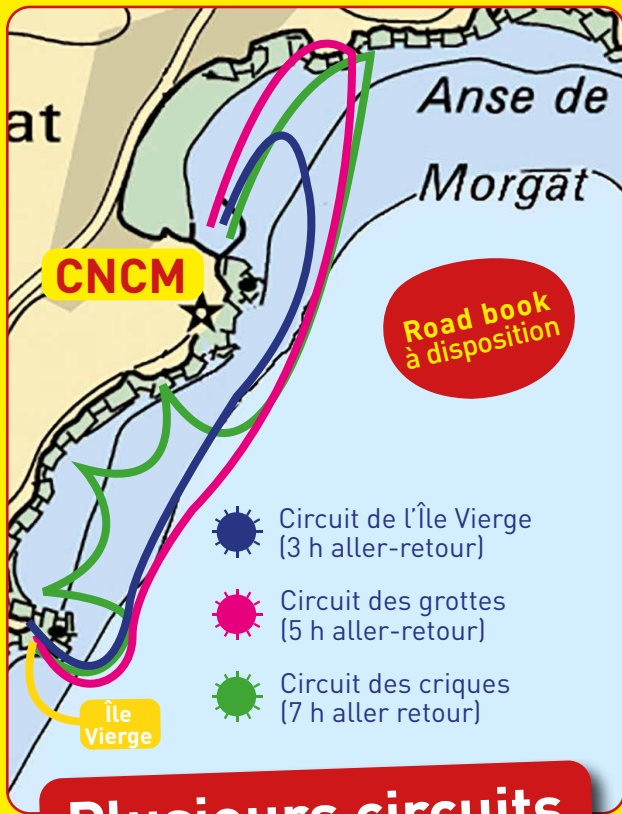 Anse de
Morgat
at
CNCM
Road book
à disposition
Circuit de l'Île Vierge
(3 h aller-retour)
Circuit des grottes
(5 h aller-retour)
Circuit des criques
(7 h aller retour)
Île
Vierge
Plusieurs circuits